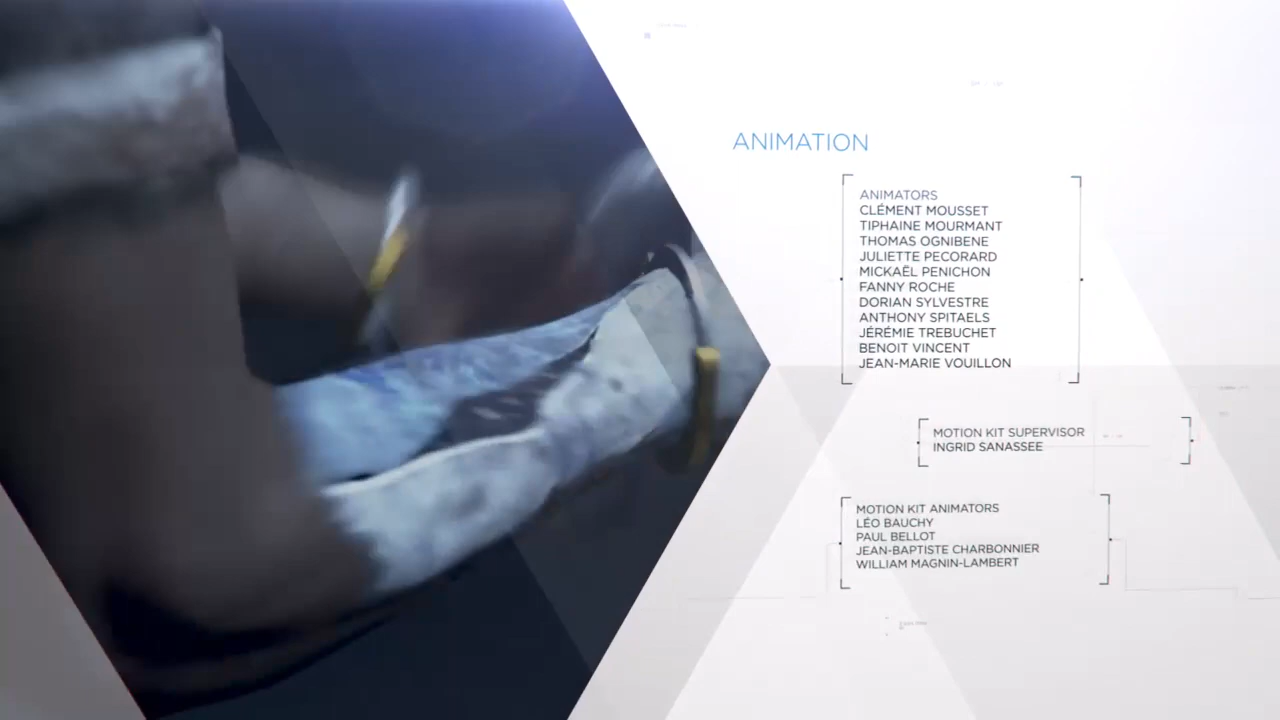 ANIMATION
ANIMATORS
CLÉMENT MOUSSET
TIPHAINE MOURMANT
THOMAS OGNIBENE
JULIETTE PECORARD
MICKAËL PENICHON
FANNY ROCHE
DORIAN SYLVESTRE
ANTHONY SPITAELS
JÉRÉMIE TREBUCHET
BENOIT VINCENT
JEAN-MARIE VOUILLON
MOTION KIT SUPERVISOR
INGRID SANASSEE
MOTION KIT ANIMATORS
LÉO BAUCHY
PAUL BELLOT
JEAN-BAPTISTE CHARBONNIER
WILLIAM MAGNIN-LAMBERT